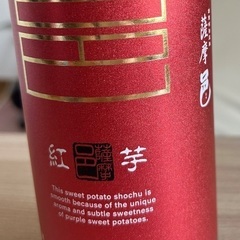 薩摩邑
紅 芋
This sweet potato shochu is
smooth because of the unique
aroma and subtle sweetness
of purple sweet potatoes.